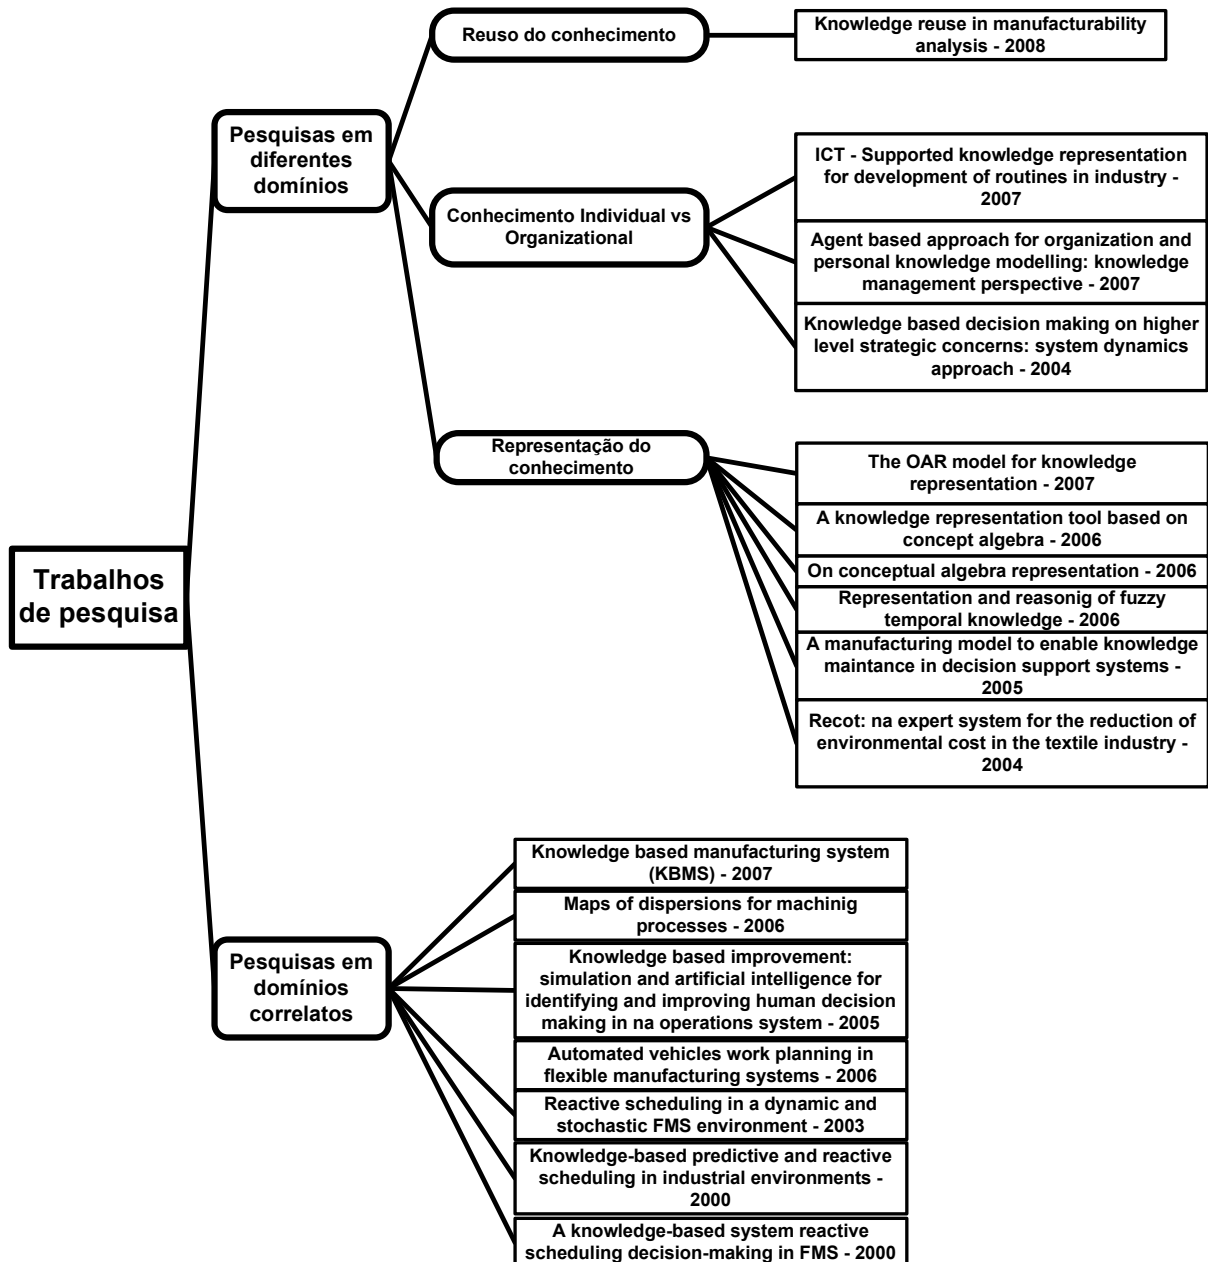 Reuso do conhecimento
Knowledge reuse in manufacturability
analysis - 2008
Pesquisas em
diferentes
domínios
ICT - Supported knowledge representation
for development of routines in industry -
2007
Conhecimento Individual vs
Organizational
Agent based approach for organization and
personal knowledge modelling: knowledge
management perspective - 2007
Knowledge based decision making on higher
level strategic concerns: system dynamics
approach - 2004
Representação do
conhecimento
The OAR model for knowledge
representation - 2007
A knowledge representation tool based on
concept algebra - 2006
On conceptual algebra representation - 2006
Representation and reasonig of fuzzy
temporal knowledge - 2006
A manufacturing model to enable knowledge
maintance in decision support systems -
2005
Recot: na expert system for the reduction of
environmental cost in the textile industry -
2004
Trabalhos
de pesquisa
Pesquisas em
domínios
correlatos
Knowledge based manufacturing system
(KBMS) - 2007
Maps of dispersions for machinig
processes - 2006
Knowledge based improvement:
simulation and artificial intelligence for
identifying and improving human decision
making in na operations system - 2005
Automated vehicles work planning in
flexible manufacturing systems - 2006
Reactive scheduling in a dynamic and
stochastic FMS environment - 2003
Knowledge-based predictive and reactive
scheduling in industrial environments -
2000
A knowledge-based system reactive
scheduling decision-making in FMS - 2000